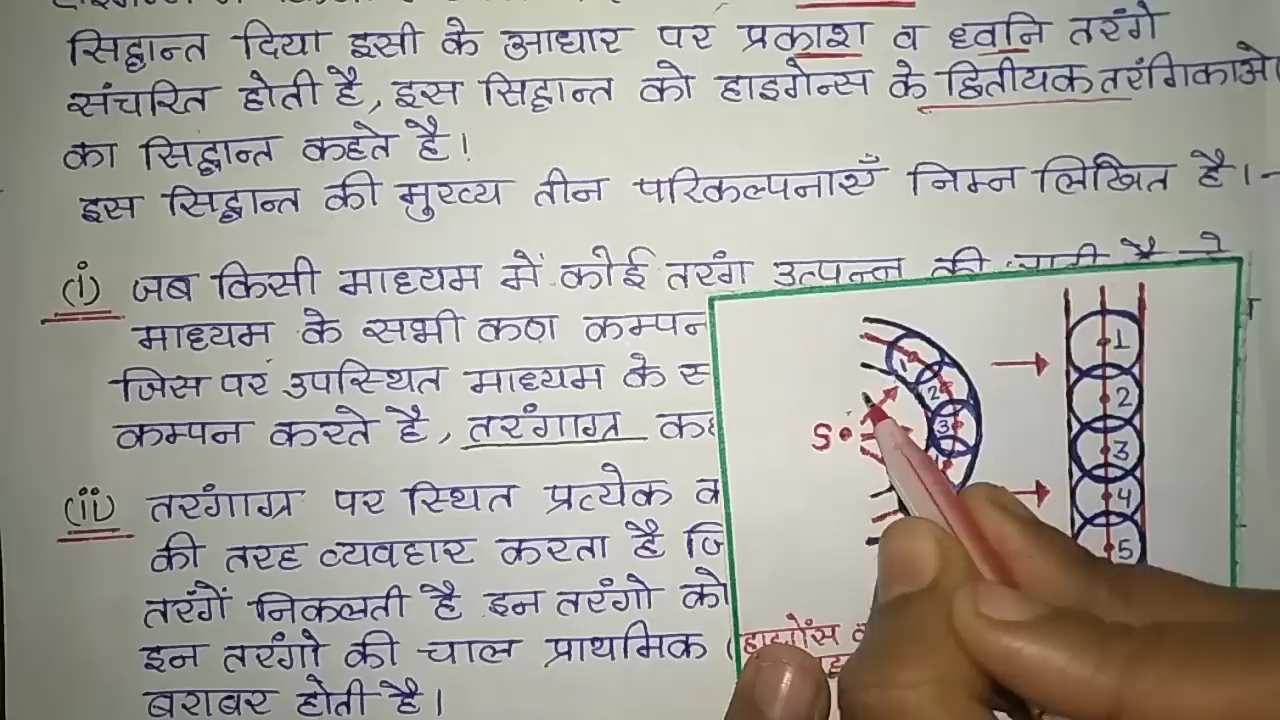 सिद्धान्त दिया इसी के आधार पर प्रकाश व ध्वनि तरंगे
संचरित होती है, इस सिद्धान्त को हाइगेन्स के द्वितीयक तरंगिकाओ
का सिद्धान्त कहते है।
इस सिद्धान्त की मुख्य तीन परिकल्पनाएँ निम्न लिखित है।-
(i) जब किसी माध्यम में कोई तरंग उत्पन्न की जाती है
माध्यम के सभी कण कम्पन
जिस पर उपस्थित माध्यम के
कम्पन करते है, तरंगाग्र
(ii) तरंगाग्र पर स्थित प्रत्येक
की तरह व्यवहार करता है
तरंगें निकलती है इन तरंगो को
इन तरंगो की चाल प्राथमिक (
बराबर होती है।
S
1
2
3
1
2
3
4
5
हाइगेंस